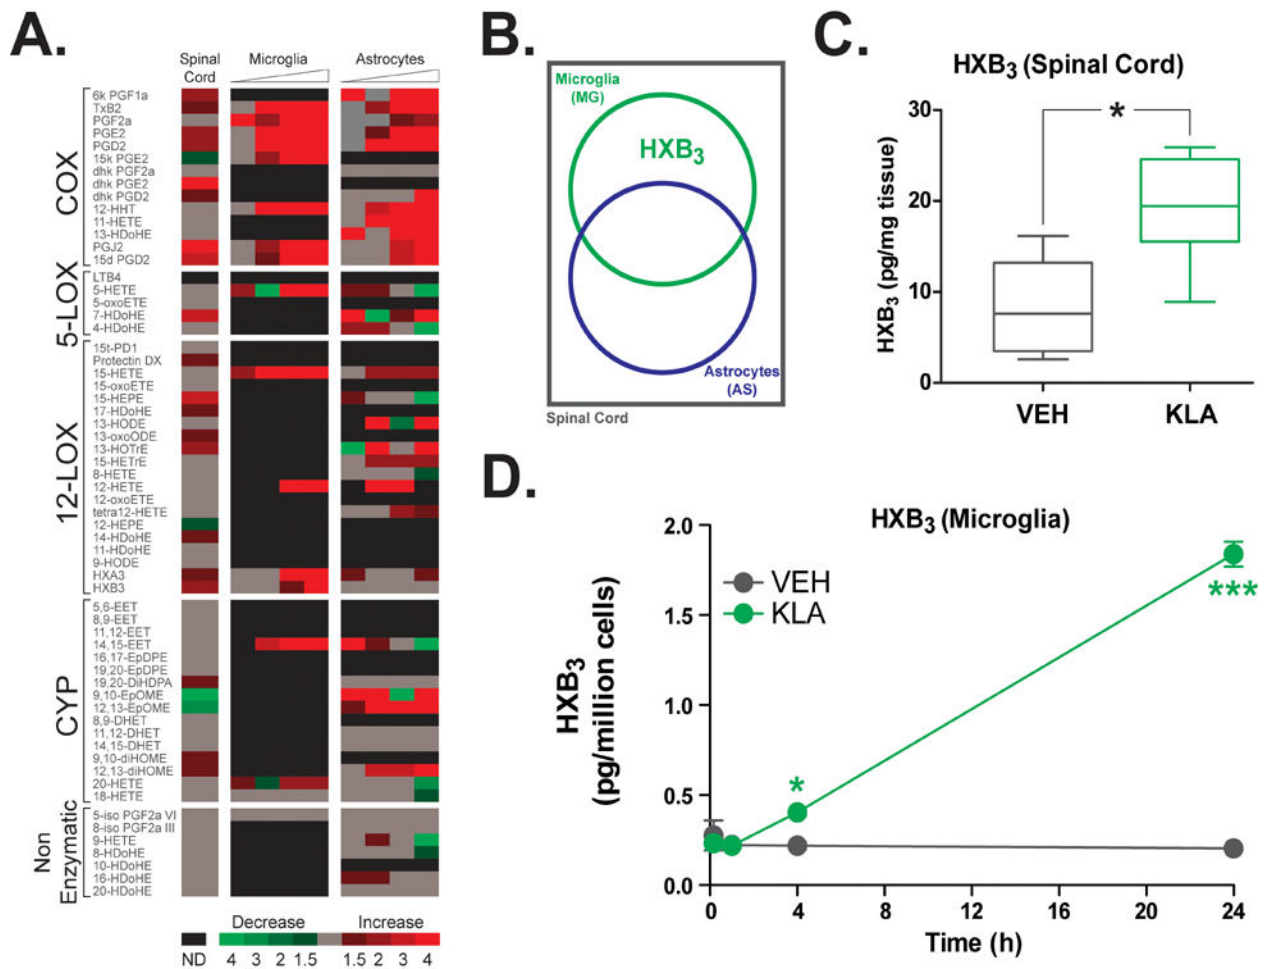 A.
Spinal Cord
Microglia
Astrocytes
COX
6k PGF1a
TxB2
PGF2a
PGE2
PGD2
15k PGE2
dhk PGF2a
dhk PGE2
dhk PGD2
12-HHT
11-HETE
13-HDoHE
PGJ2
15d PGD2
5-LOX
LTB4
5-HETE
5-oxoETE
7-HDoHE
4-HDoHE
12-LOX
15t-PD1
Protectin DX
15-HETE
15-oxoETE
15-HEPE
17-HDoHE
13-HODE
13-oxoODE
13-HOTrE
15-HETrE
8-HETE
12-HETE
12-oxoETE
tetra12-HETE
12-HEPE
14-HDoHE
11-HDoHE
9-HODE
HXA3
HXB3
CYP
5,6-EET
8,9-EET
11,12-EET
14,15-EET
16,17-EpDPE
19,20-EpDPE
19,20-DiHDPA
9,10-EpOME
12,13-EpOME
8,9-DHET
11,12-DHET
14,15-DHET
9,10-diHOME
12,13-diHOME
20-HETE
18-HETE
Non
Enzymatic
5-iso PGF2a VI
8-iso PGF2a III
9-HETE
8-HDoHE
10-HDoHE
16-HDoHE
20-HDoHE
Decrease
Increase
ND 4 3 2 1.5 1.5 2 3 4
B.
Microglia
(MG)
HXB3
Astrocytes
(AS)
Spinal Cord
C.
HXB3 (Spinal Cord)
HXB3 (pg/mg tissue)
30
20
10
0
*
VEH
KLA
D.
HXB3 (Microglia)
HXB3
(pg/million cells)
2.0
1.5
1.0
0.5
0.0
VEH
KLA
*
***
0 4 8 12 16 20 24
Time (h)